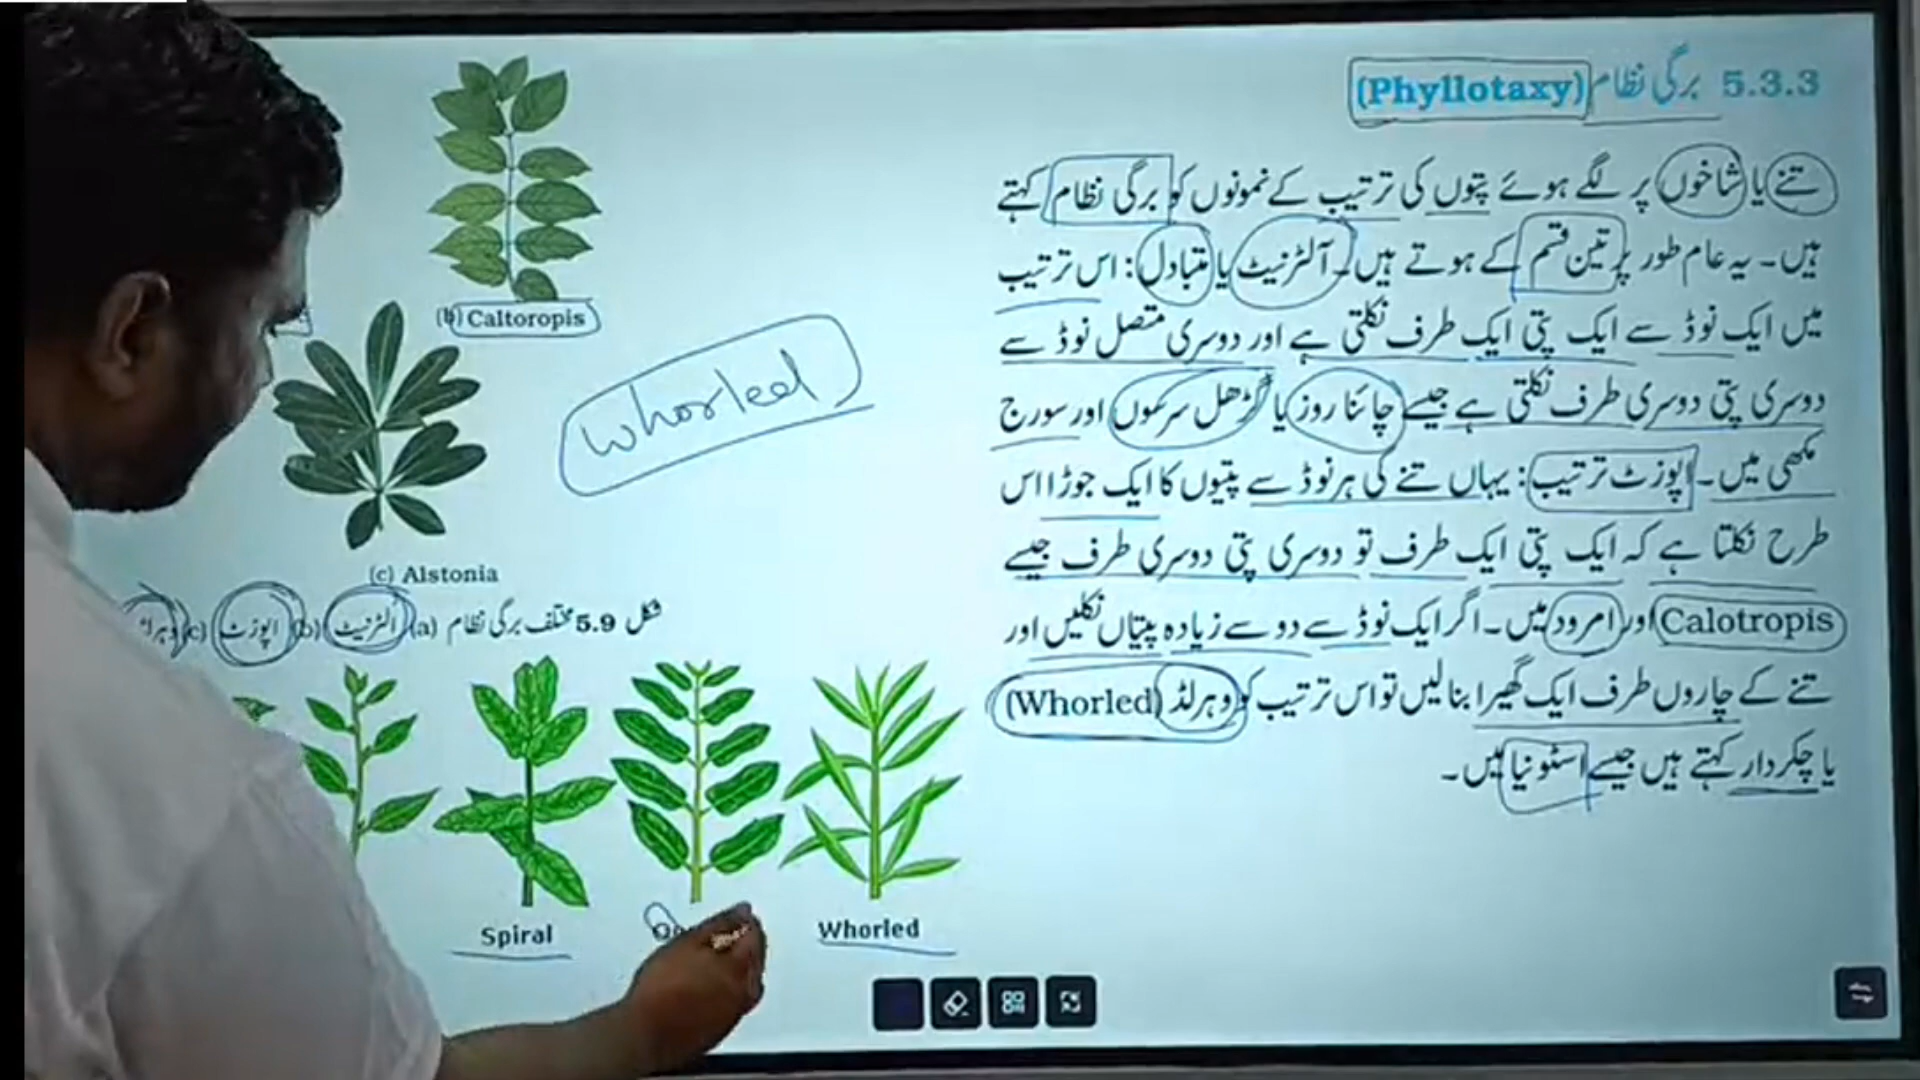 5.3.3 برگی نظام (Phyllotaxy)
تنے یا شاخوں پر لگے ہوئے پتوں کی ترتیب کے نمونوں کو برگی نظام کہتے
ہیں۔ یہ عام طور پر تین قسم کے ہوتے ہیں۔ آلٹرنیٹ یا متبادل: اس ترتیب
میں ایک نوڈ سے ایک پتی ایک طرف نکلتی ہے اور دوسری متصل نوڈ سے
دوسری پتی دوسری طرف نکلتی ہے جیسے چائنا روز یا گڑھل سرسوں اور سورج
مکھی میں۔ اپوزٹ ترتیب: یہاں تنے کی ہر نوڈ سے پتیوں کا ایک جوڑا اس
طرح نکلتا ہے کہ ایک پتی ایک طرف تو دوسری پتی دوسری طرف جیسے
Calotropis اور امرود میں۔ اگر ایک نوڈ سے دو سے زیادہ پتیاں نکلیں اور
تنے کے چاروں طرف ایک گھیرا بنالیں تو اس ترتیب کو وہرلڈ (Whorled)
یا چکردار کہتے ہیں جیسے اسٹونیا میں۔
(b) Caltoropis
Whorled
(c) Alstonia
شکل 5.9 مختلف برگی نظام (a) آلٹرنیٹ (b) اپوزٹ (c)
Spiral
Whorled